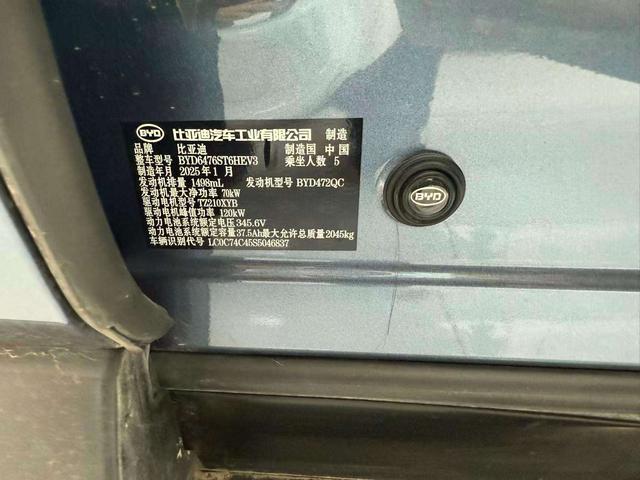 BYD 比亚迪汽车工业有限公司 制造
品牌 比亚迪 制造国 中国
整车型号 BYD6476ST6HEV3 乘坐人数 5
制造年月 2025年1月
发动机排量 1498mL 发动机型号 BYD472QC
发动机最大净功率 70kW
驱动电机型号 TZ210XYB
驱动电机峰值功率 120kW
动力电池系统额定电压 345.6V
动力电池系统额定容量 37.5Ah 最大允许总质量 2045kg
车辆识别代号 LC0C74C45S5046837
BYD